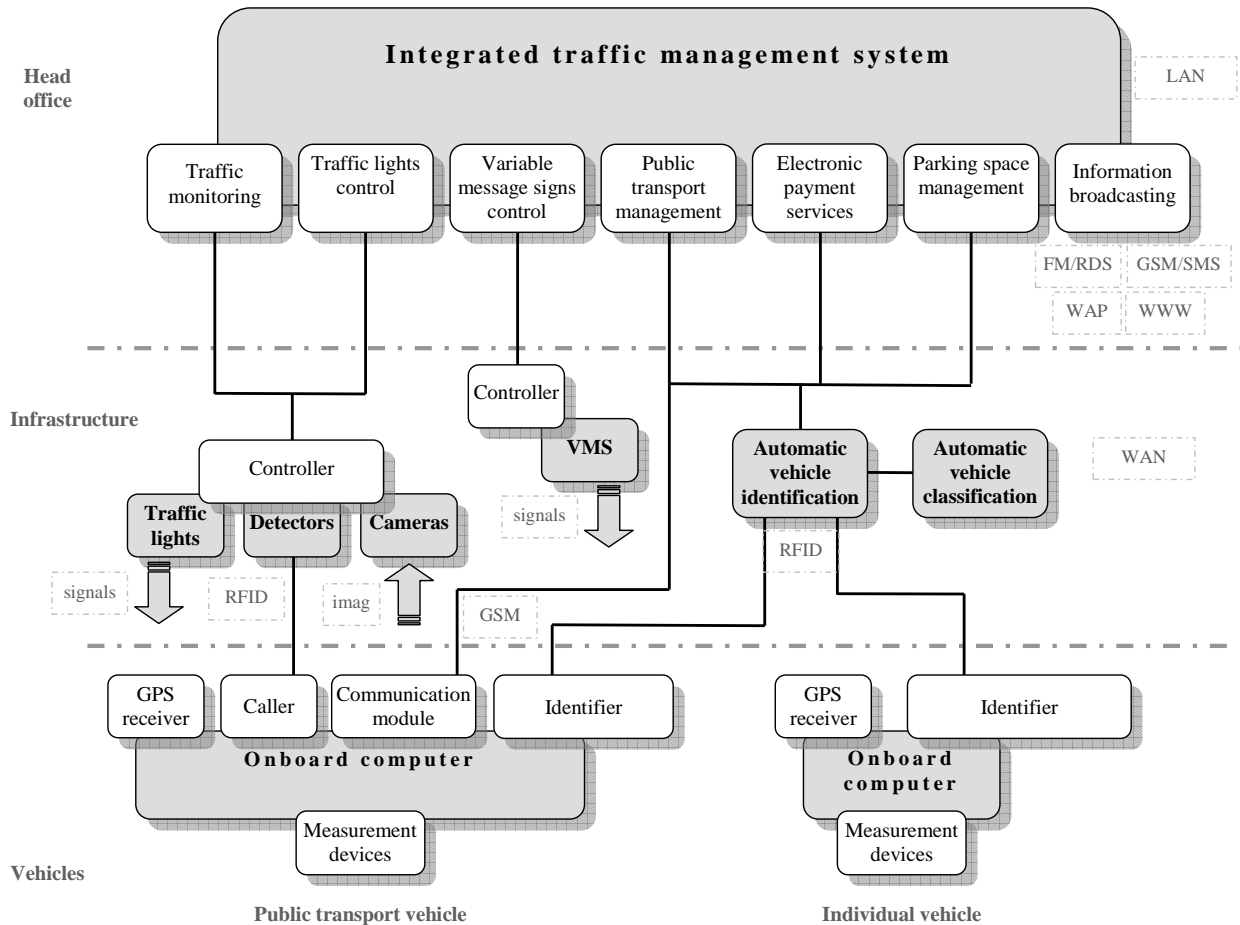 Integrated traffic management system
Head
office
LAN
Traffic
monitoring
Traffic lights
control
Variable
message signs
control
Public
transport
management
Electronic
payment
services
Parking space
management
Information
broadcasting
FM/RDS
GSM/SMS
WAP
WWW
Infrastructure
Controller
VMS
signals
Controller
Traffic
lights
Detectors
Cameras
signals
RFID
imag
GSM
Automatic
vehicle
identification
Automatic
vehicle
classification
WAN
RFID
GPS
receiver
Caller
Communication
module
Identifier
Onboard computer
Measurement
devices
GPS
receiver
Identifier
Onboard
computer
Measurement
devices
Vehicles
Public transport vehicle
Individual vehicle